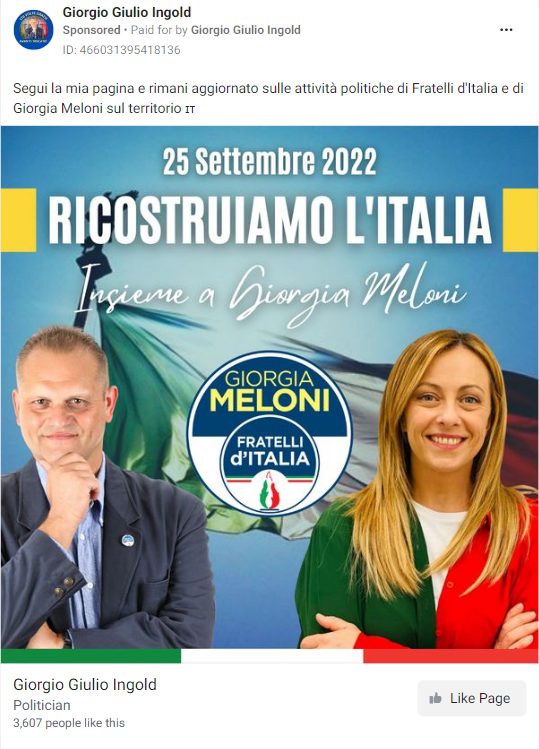 Giorgio Giulio Ingold
Sponsored • Paid for by Giorgio Giulio Ingold
ID: 466031395418136
Segui la mia pagina e rimani aggiornato sulle attività politiche di Fratelli d'Italia e di
Giorgia Meloni sul territorio IT
25 Settembre 2022
RICOSTRUIAMO L'ITALIA
Insieme a Giorgia Meloni
GIORGIA
MELONI
FRATELLI
d'ITALIA
Giorgio Giulio Ingold
Politician
3,607 people like this
Like Page